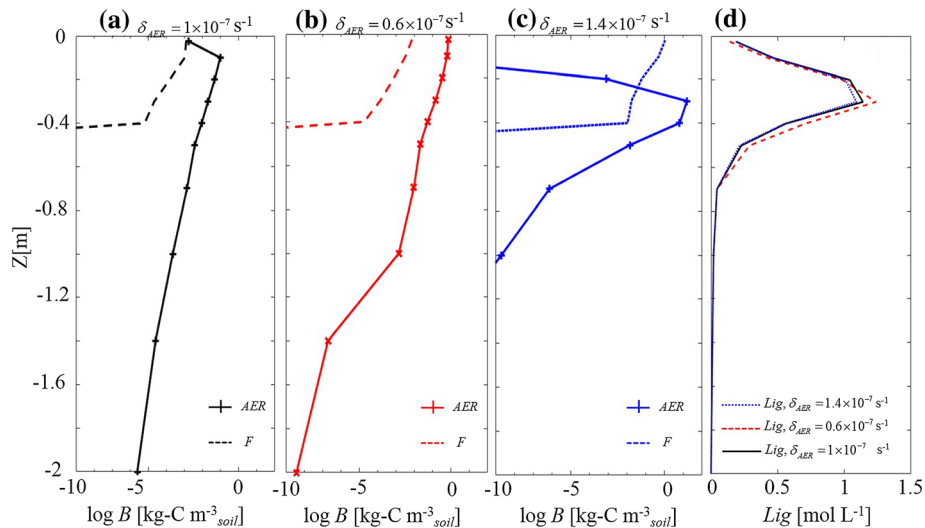 (a) (b) (c) (d)
δAER = 1×10⁻⁷ S⁻¹ δAER = 0.6×10⁻⁷ S⁻¹ δAER = 1.4×10⁻⁷ S⁻¹
0
-0.4
-0.8
-1.2
-1.6
-2
Z[m]
AER AER AER
F F F
Lig, δAER = 1.4×10⁻⁷ s⁻¹
Lig, δAER = 0.6×10⁻⁷ s⁻¹
Lig, δAER = 1×10⁻⁷ s⁻¹
-10 -5 0 -10 -5 0 -10 -5 0 0 0.5 1.0 1.5
log B [kg-C m⁻³soil] log B [kg-C m⁻³soil] log B [kg-C m⁻³soil] Lig [mol L⁻¹]